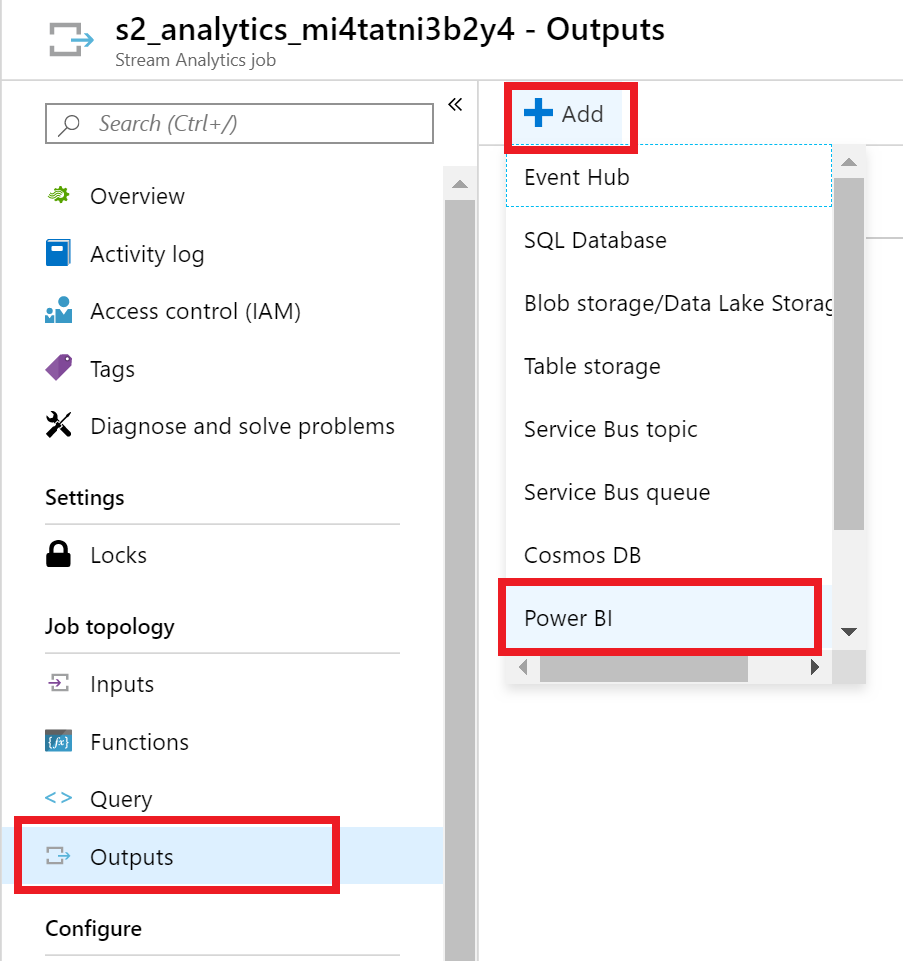 s2_analytics_mi4tatni3b2y4 - Outputs
Stream Analytics job
Search (Ctrl+/)
«
Overview
Activity log
Access control (IAM)
Tags
Diagnose and solve problems
Settings
Locks
Job topology
Inputs
Functions
Query
Outputs
Configure
Add
Event Hub
SQL Database
Blob storage/Data Lake Storag
Table storage
Service Bus topic
Service Bus queue
Cosmos DB
Power BI